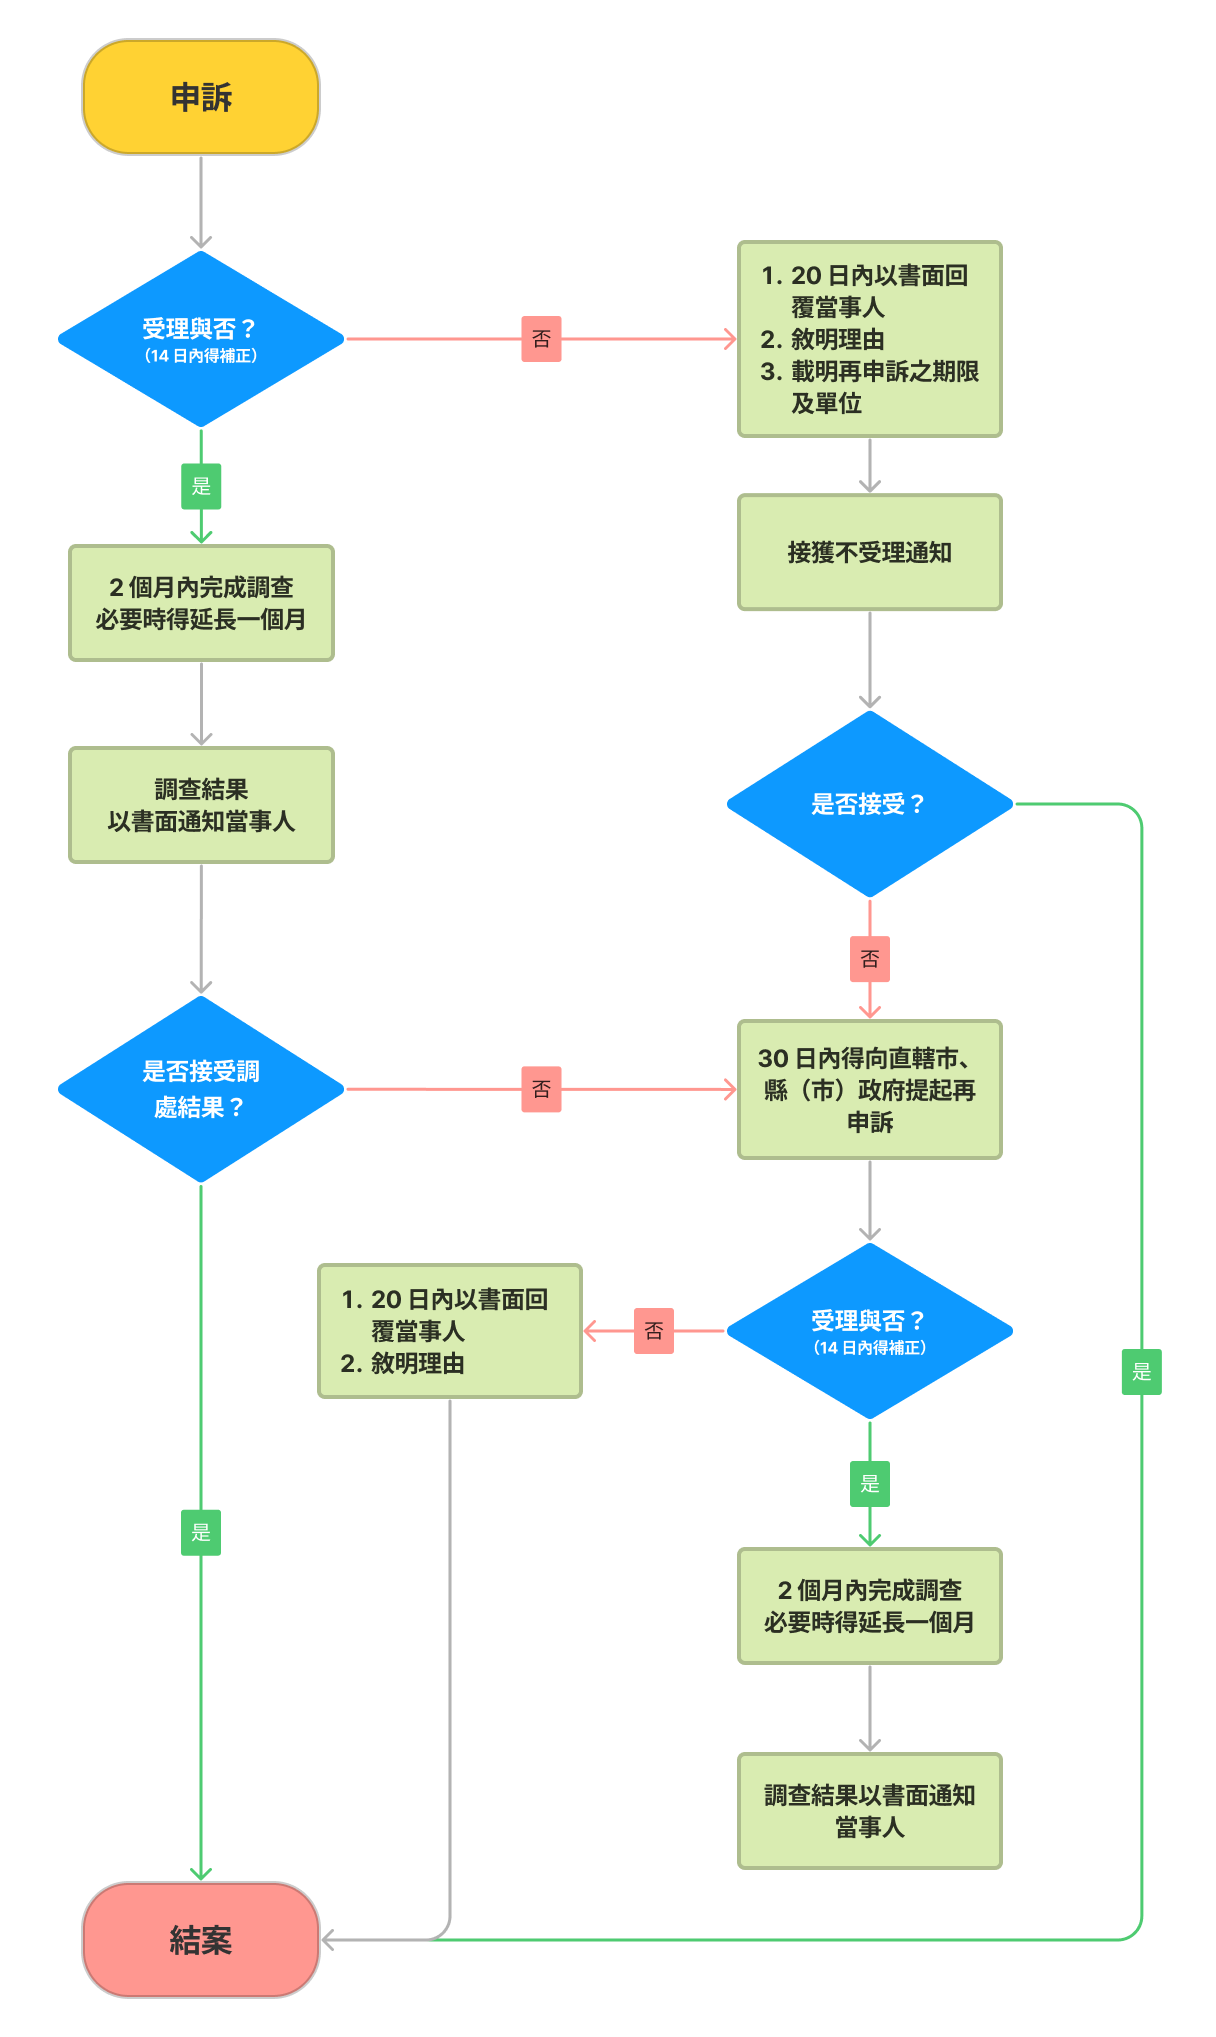 申訴
受理與否？
（14 日內得補正）
否
1. 20 日內以書面回
覆當事人
2. 敘明理由
3. 載明再申訴之期限
及單位
是
接獲不受理通知
2 個月內完成調查
必要時得延長一個月
調查結果
以書面通知當事人
是否接受？
否
是否接受調
處結果？
否
30 日內得向直轄市、
縣（市）政府提起再
申訴
1. 20 日內以書面回
覆當事人
2. 敘明理由
否
受理與否？
（14 日內得補正）
是
是
是
2 個月內完成調查
必要時得延長一個月
調查結果以書面通知
當事人
結案